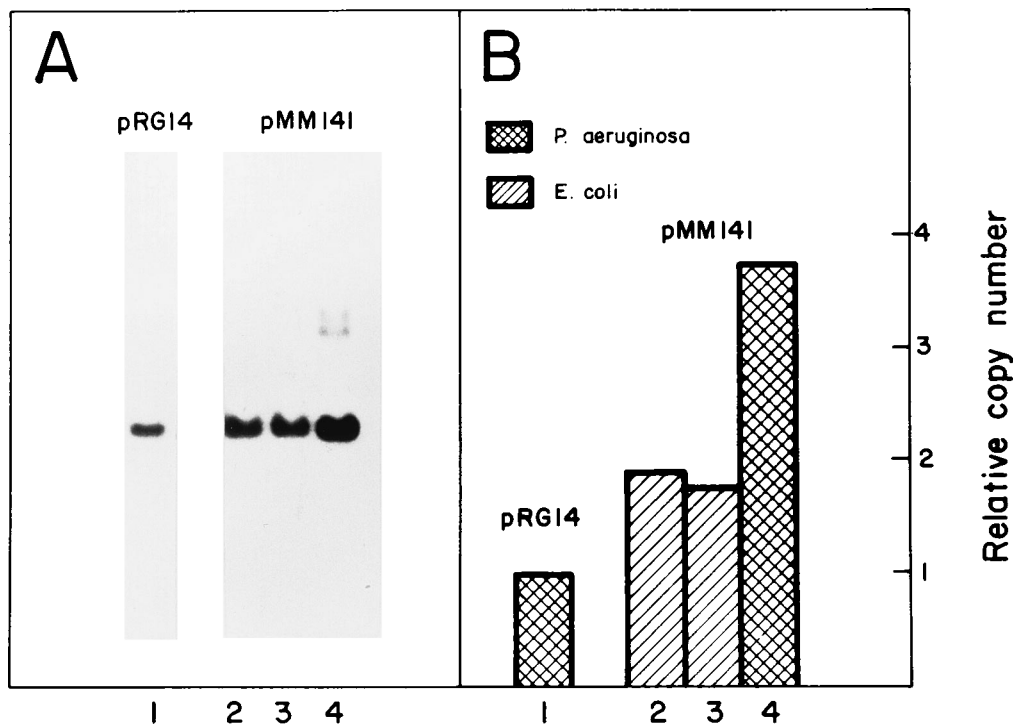 A
pRG14 pMM141
1 2 3 4
B
P. aeruginosa
E. coli
pMM141
pRG14
4
3
2
1
Relative copy number
1 2 3 4